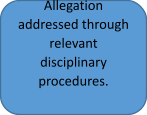 Allegation
addressed through
relevant
disciplinary
procedures.